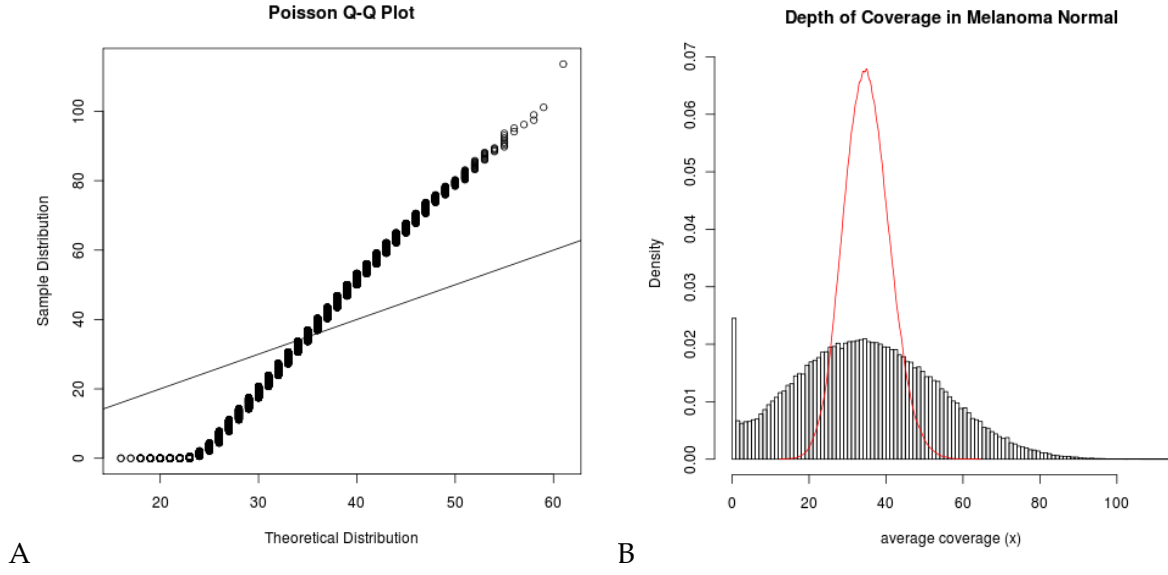 Poisson Q-Q Plot
Sample Distribution
0 20 40 60 80 100
20 30 40 50 60
Theoretical Distribution
A
Depth of Coverage in Melanoma Normal
Density
0.00 0.01 0.02 0.03 0.04 0.05 0.06 0.07
0 20 40 60 80 100
average coverage (x)
B